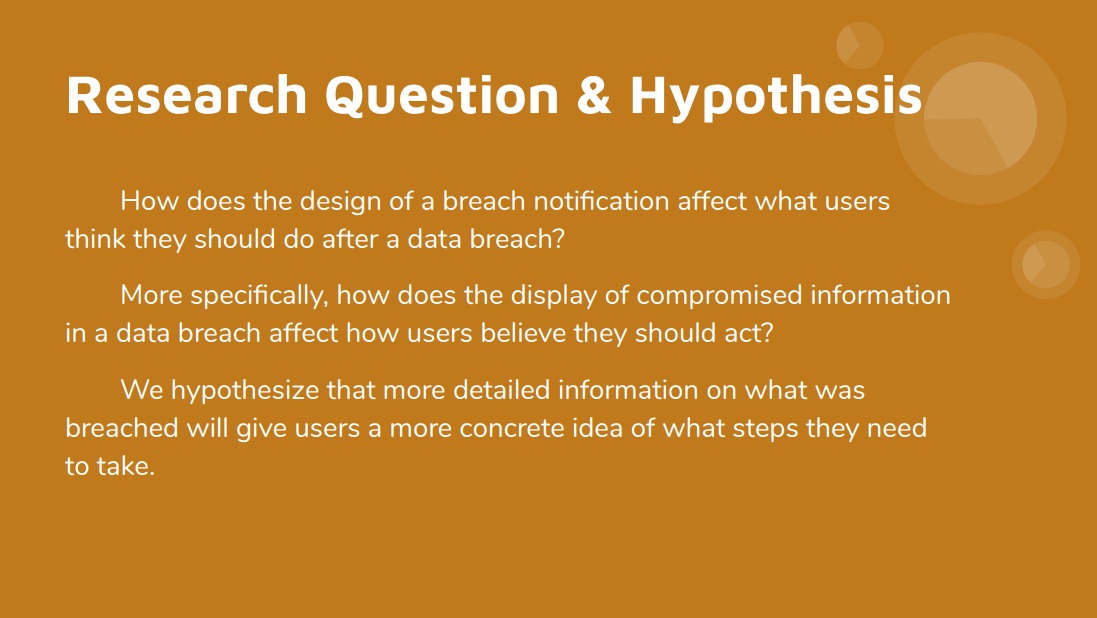 Research Question & Hypothesis
How does the design of a breach notification affect what users
think they should do after a data breach?
More specifically, how does the display of compromised information
in a data breach affect how users believe they should act?
We hypothesize that more detailed information on what was
breached will give users a more concrete idea of what steps they need
to take.